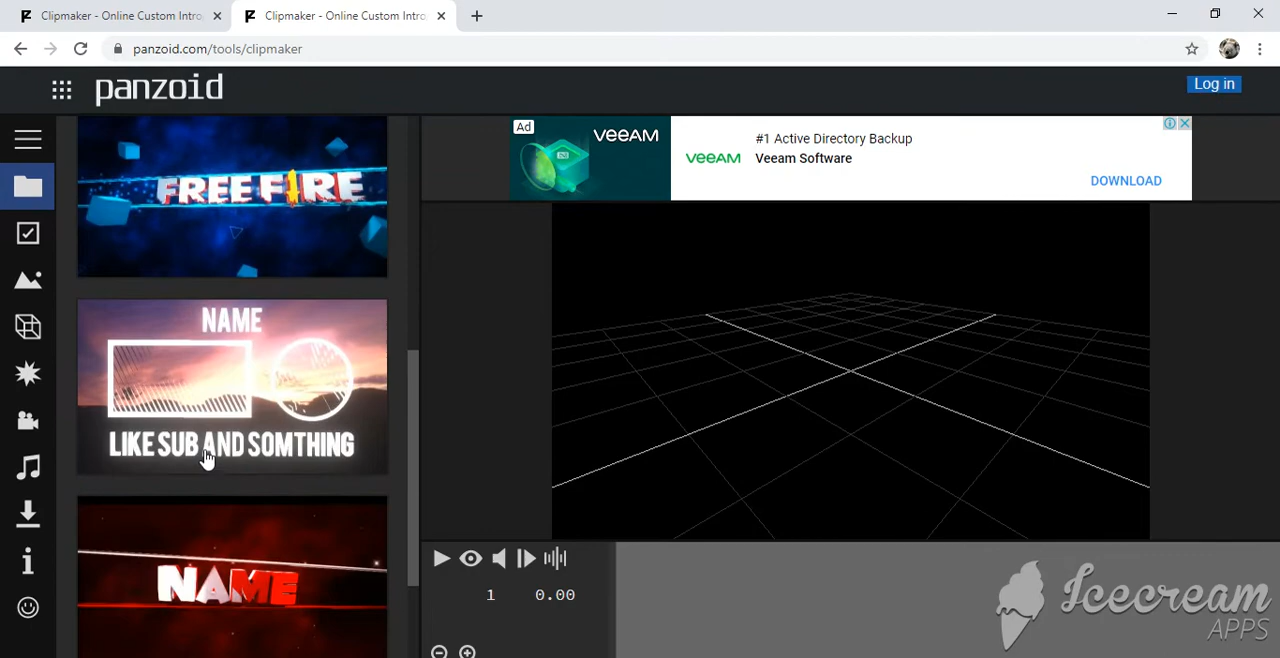 Clipmaker - Online Custom Intro
Clipmaker - Online Custom Intro
panzoid.com/tools/clipmaker
panzoid
Log in
FREE FIRE
NAME
LIKE SUB AND SOMTHING
NAME
Ad
VEEAM
#1 Active Directory Backup
VEEAM
Veeam Software
DOWNLOAD
1 0.00
Icecream
APPS